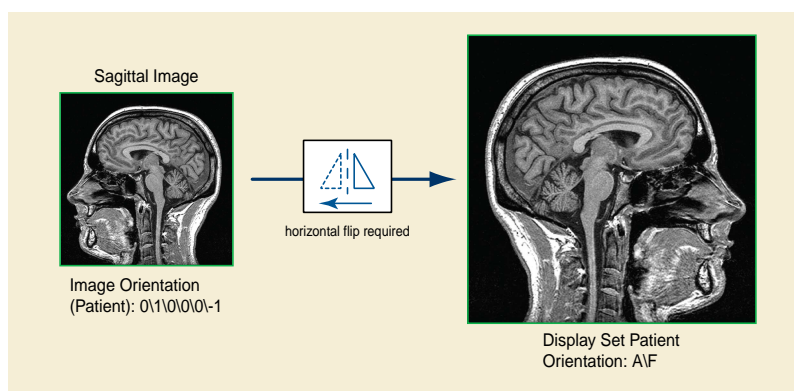 Sagittal Image
horizontal flip required
Image Orientation
(Patient): 0\1\0\0\0\-1
Display Set Patient
Orientation: A\F